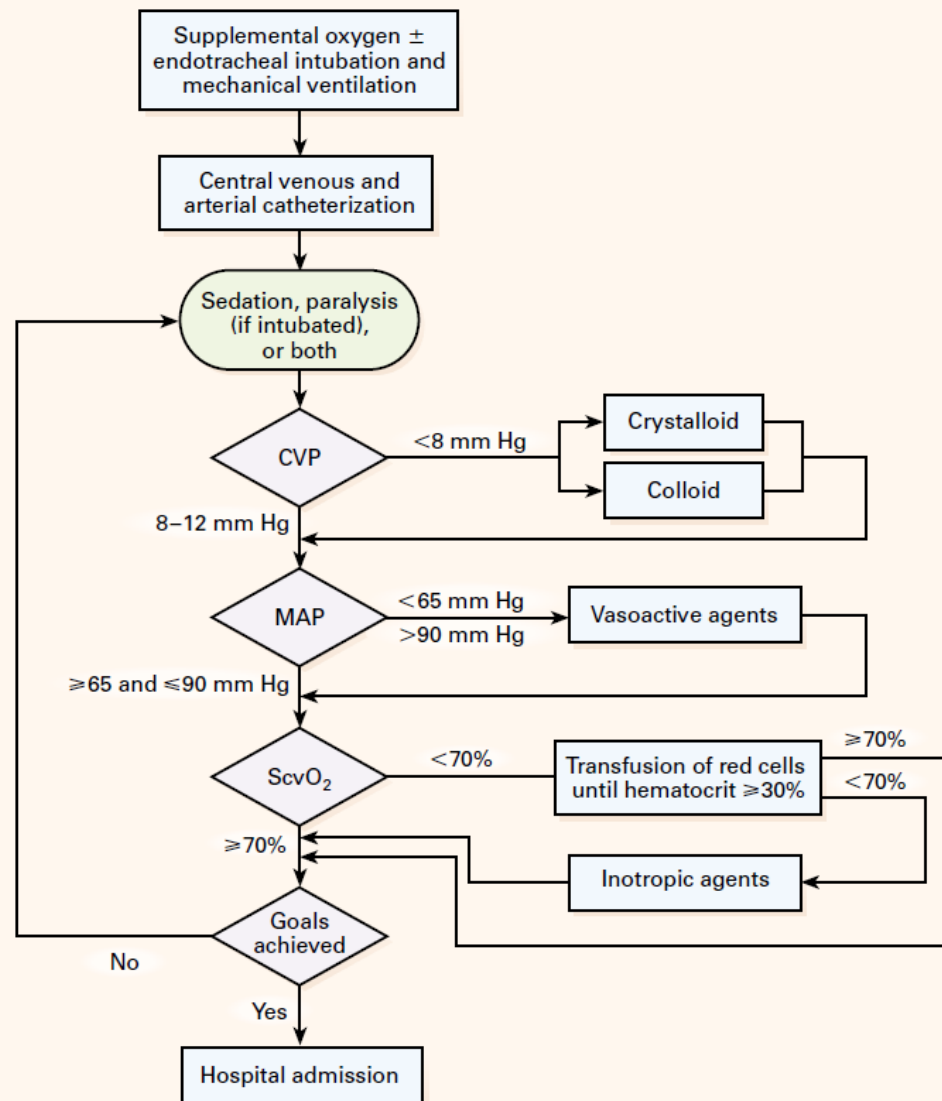 Supplemental oxygen ±
endotracheal intubation and
mechanical ventilation
Central venous and
arterial catheterization
Sedation, paralysis
(if intubated),
or both
CVP
<8 mm Hg
Crystalloid
Colloid
8–12 mm Hg
MAP
<65 mm Hg
>90 mm Hg
Vasoactive agents
≥65 and ≤90 mm Hg
ScvO₂
<70%
Transfusion of red cells
until hematocrit ≥30%
≥70%
<70%
≥70%
Inotropic agents
Goals
achieved
No
Yes
Hospital admission